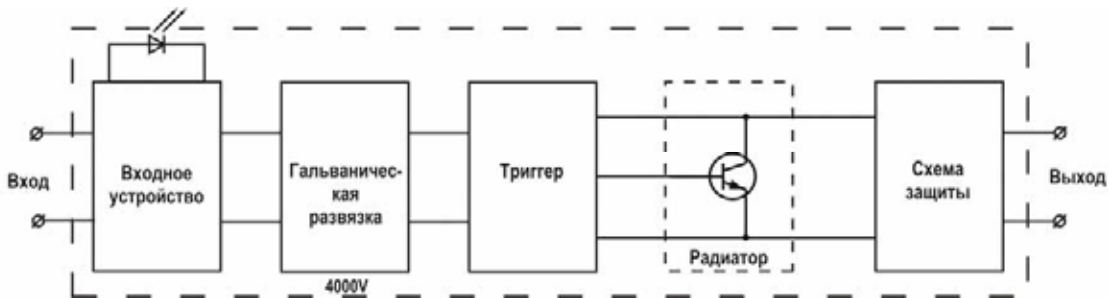 Вход
Входное
устройство
Гальваничес-
кая
развязка
4000V
Триггер
Радиатор
Схема
защиты
Выход